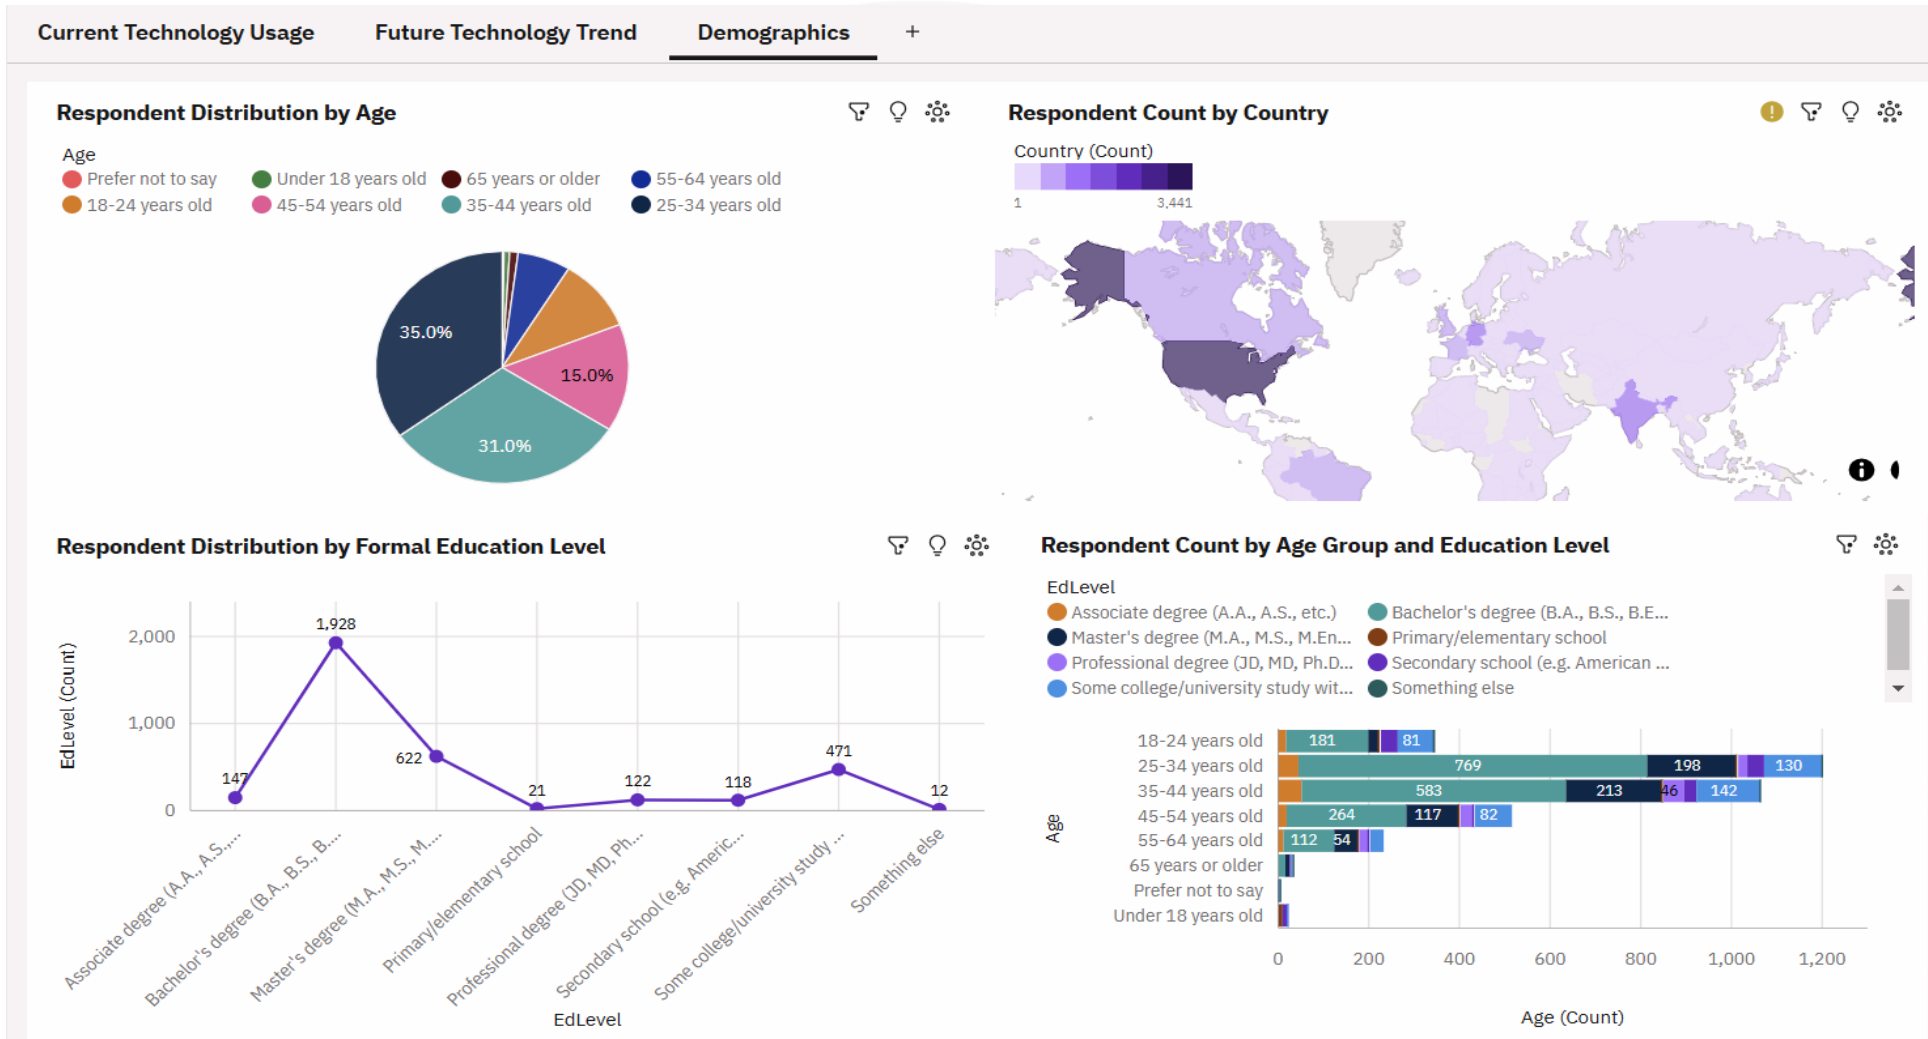 Current Technology Usage Future Technology Trend Demographics +
Respondent Distribution by Age
Age
Prefer not to say Under 18 years old 65 years or older 55-64 years old
18-24 years old 45-54 years old 35-44 years old 25-34 years old
35.0%
15.0%
31.0%
Respondent Count by Country
Country (Count)
1 3,441
Respondent Distribution by Formal Education Level
EdLevel (Count)
2,000
1,000
0
147
1,928
622
21
122
118
471
12
Associate degree (A.A., A.S.,...
Bachelor's degree (B.A., B.S., B...
Master's degree (M.A., M.S., M...
Primary/elementary school
Professional degree (JD, MD, Ph...
Secondary school (e.g. Americ...
Some college/university study ...
Something else
EdLevel
Respondent Count by Age Group and Education Level
EdLevel
Associate degree (A.A., A.S., etc.) Bachelor's degree (B.A., B.S., B.E...
Master's degree (M.A., M.S., M.En... Primary/elementary school
Professional degree (JD, MD, Ph.D... Secondary school (e.g. American ...
Some college/university study wit... Something else
Age
18-24 years old 181 81
25-34 years old 769 198 130
35-44 years old 583 213 46 142
45-54 years old 264 117 82
55-64 years old 112 54
65 years or older
Prefer not to say
Under 18 years old
0 200 400 600 800 1,000 1,200
Age (Count)